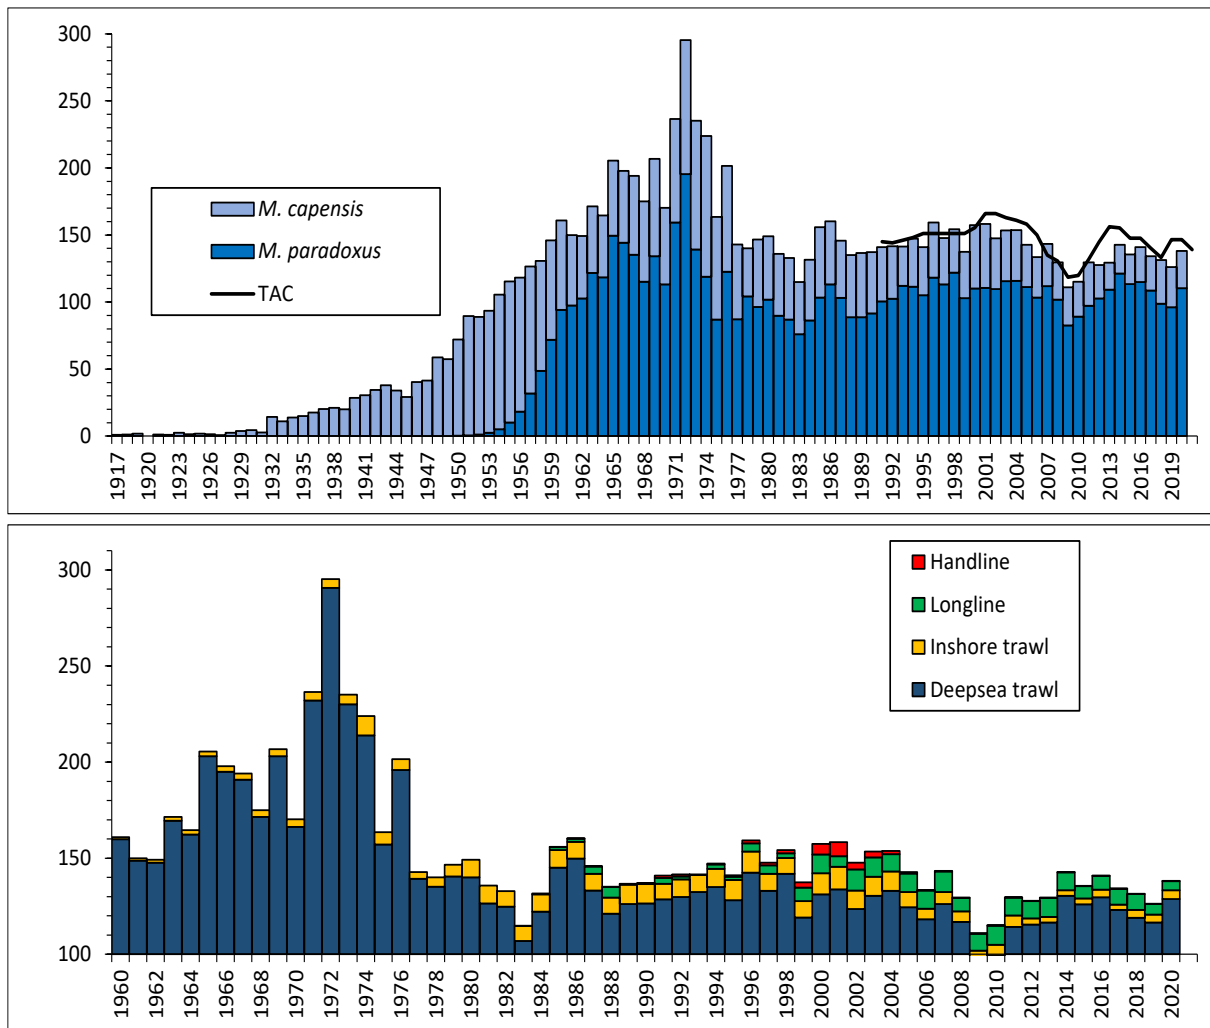 300
250
200
150
100
50
0
M. capensis
M. paradoxus
TAC
1917 1920 1923 1926 1929 1932 1935 1938 1941 1944 1947 1950 1953 1956 1959 1962 1965 1968 1971 1974 1977 1980 1983 1986 1989 1992 1995 1998 2001 2004 2007 2010 2013 2016 2019
300
250
200
150
100
Handline
Longline
Inshore trawl
Deepsea trawl
1960 1962 1964 1966 1968 1970 1972 1974 1976 1978 1980 1982 1984 1986 1988 1990 1992 1994 1996 1998 2000 2002 2004 2006 2008 2010 2012 2014 2016 2018 2020